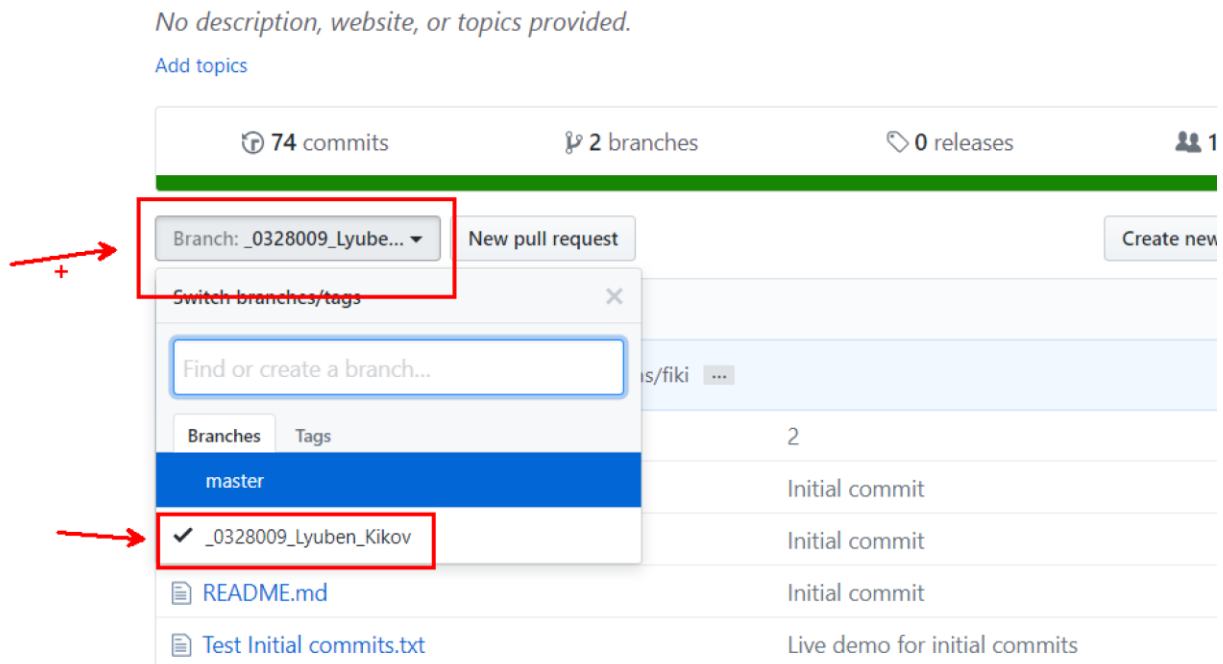 No description, website, or topics provided.
Add topics
74 commits
2 branches
0 releases
1
Branch: _0328009_Lyube...
New pull request
Create new
Switch branches/tags
Find or create a branch...
s/fiki ...
Branches Tags
2
master
Initial commit
_0328009_Lyuben_Kikov
Initial commit
README.md
Initial commit
Test Initial commits.txt
Live demo for initial commits